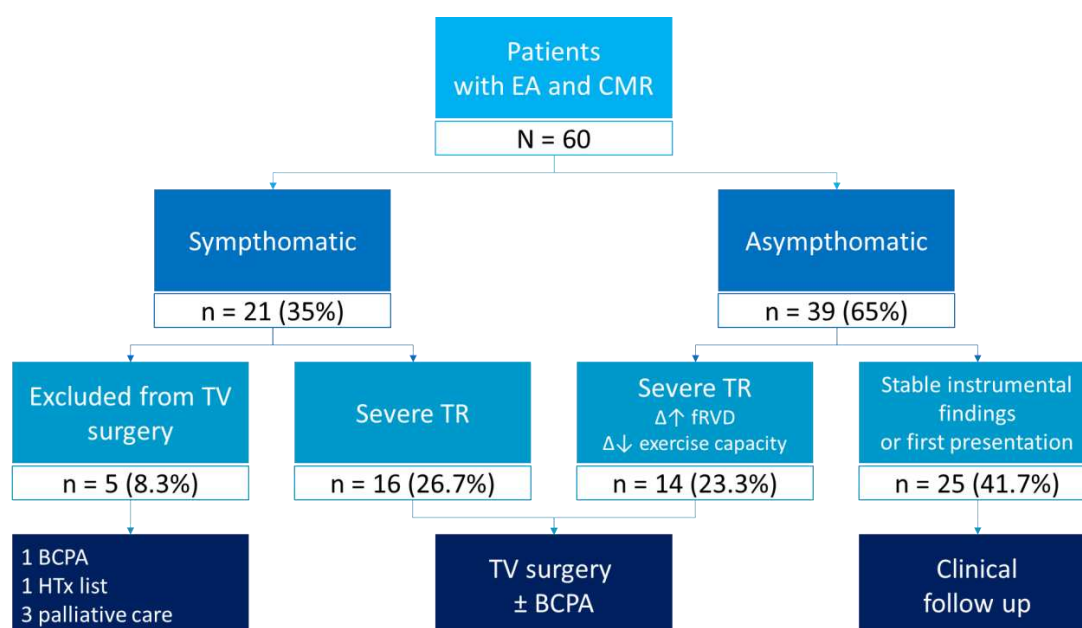 Patients
with EA and CMR
N = 60
Sympthomatic
n = 21 (35%)
Asympthomatic
n = 39 (65%)
Excluded from TV
surgery
n = 5 (8.3%)
Severe TR
n = 16 (26.7%)
Severe TR
Δ↑ fRVD
Δ↓ exercise capacity
n = 14 (23.3%)
Stable instrumental
findings
or first presentation
n = 25 (41.7%)
1 BCPA
1 HTx list
3 palliative care
TV surgery
± BCPA
Clinical
follow up